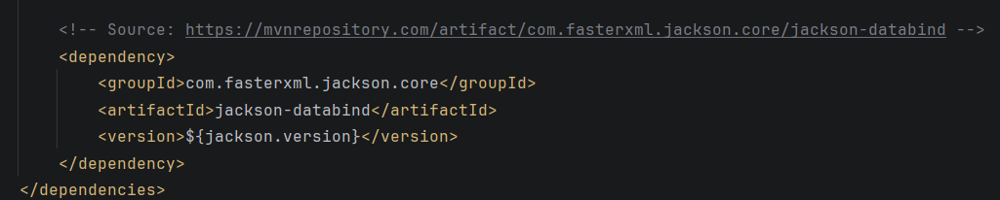 <!-- Source: https://mvnrepository.com/artifact/com.fasterxml.jackson.core/jackson-databind -->
<dependency>
<groupId>com.fasterxml.jackson.core</groupId>
<artifactId>jackson-databind</artifactId>
<version>${jackson.version}</version>
</dependency>
</dependencies>